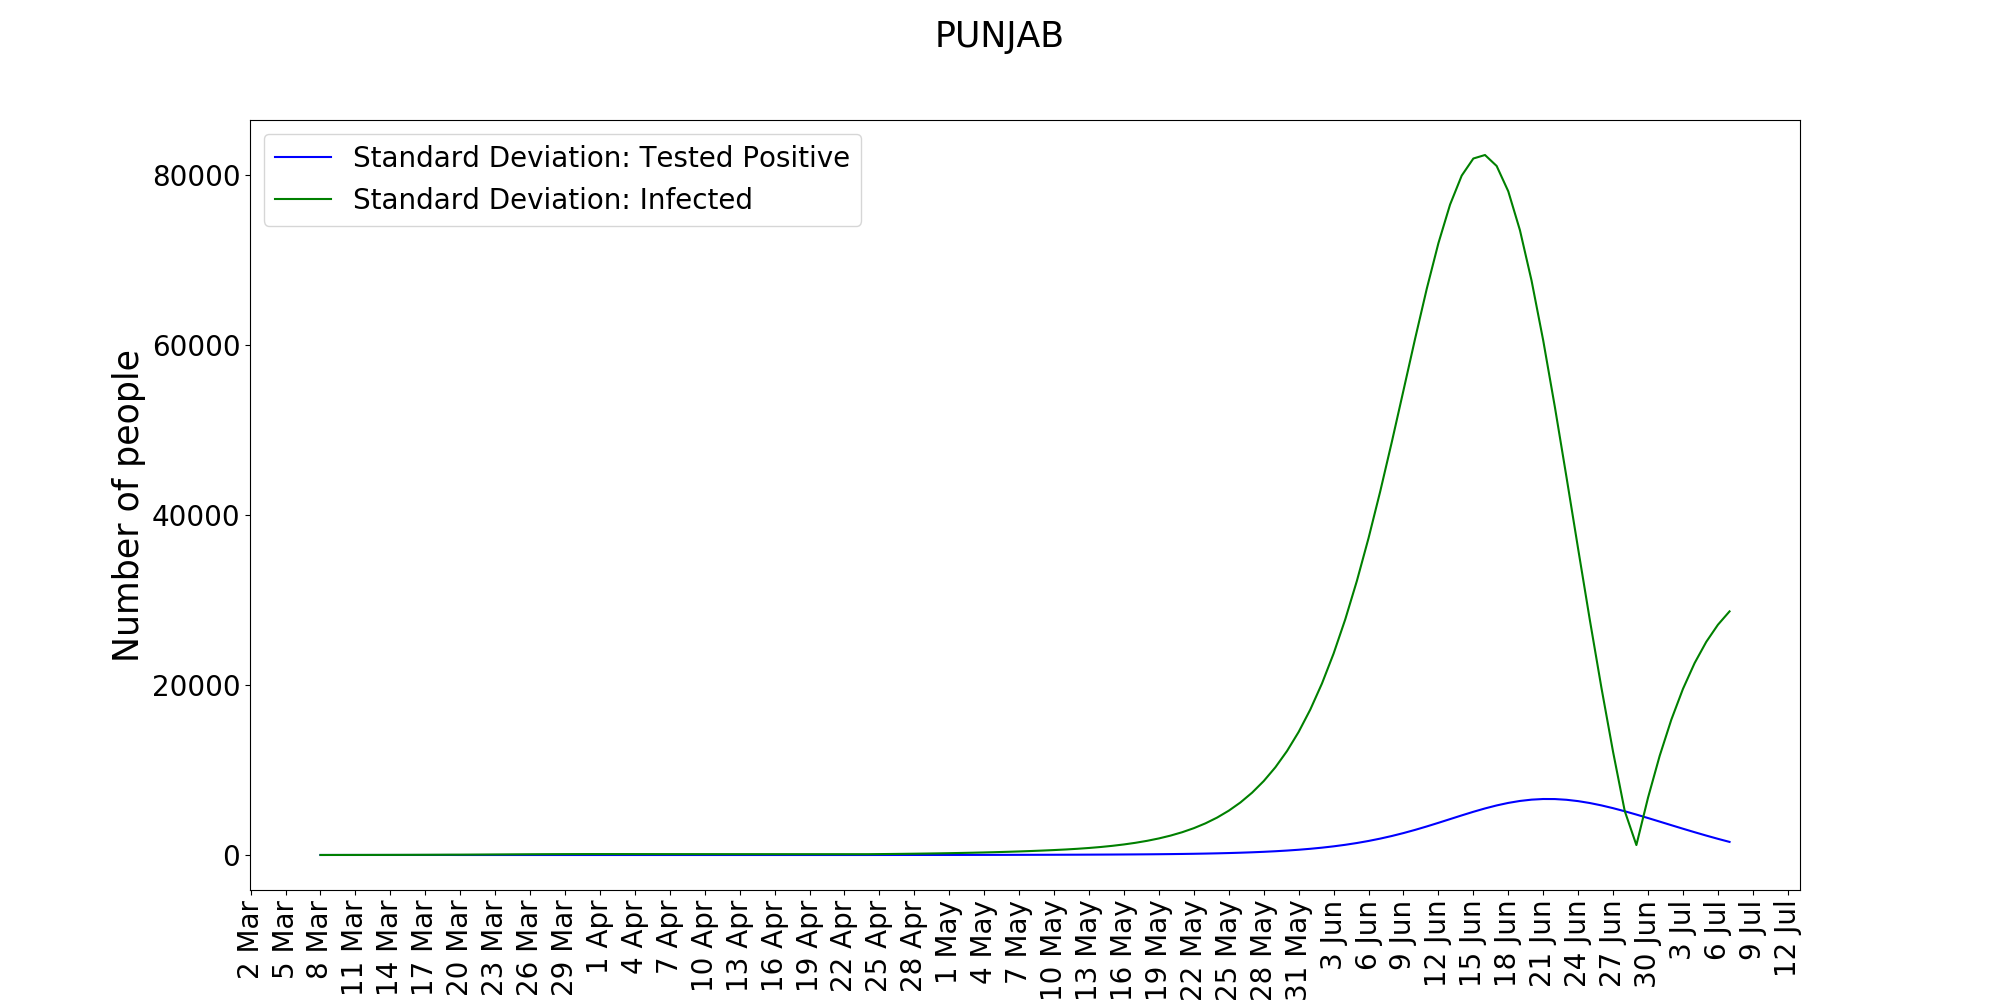 PUNJAB
Standard Deviation: Tested Positive
Standard Deviation: Infected
Number of people
80000
60000
40000
20000
0
2 Mar
5 Mar
8 Mar
11 Mar
14 Mar
17 Mar
20 Mar
23 Mar
26 Mar
29 Mar
1 Apr
4 Apr
7 Apr
10 Apr
13 Apr
16 Apr
19 Apr
22 Apr
25 Apr
28 Apr
1 May
4 May
7 May
10 May
13 May
16 May
19 May
22 May
25 May
28 May
31 May
3 Jun
6 Jun
9 Jun
12 Jun
15 Jun
18 Jun
21 Jun
24 Jun
27 Jun
30 Jun
3 Jul
6 Jul
9 Jul
12 Jul